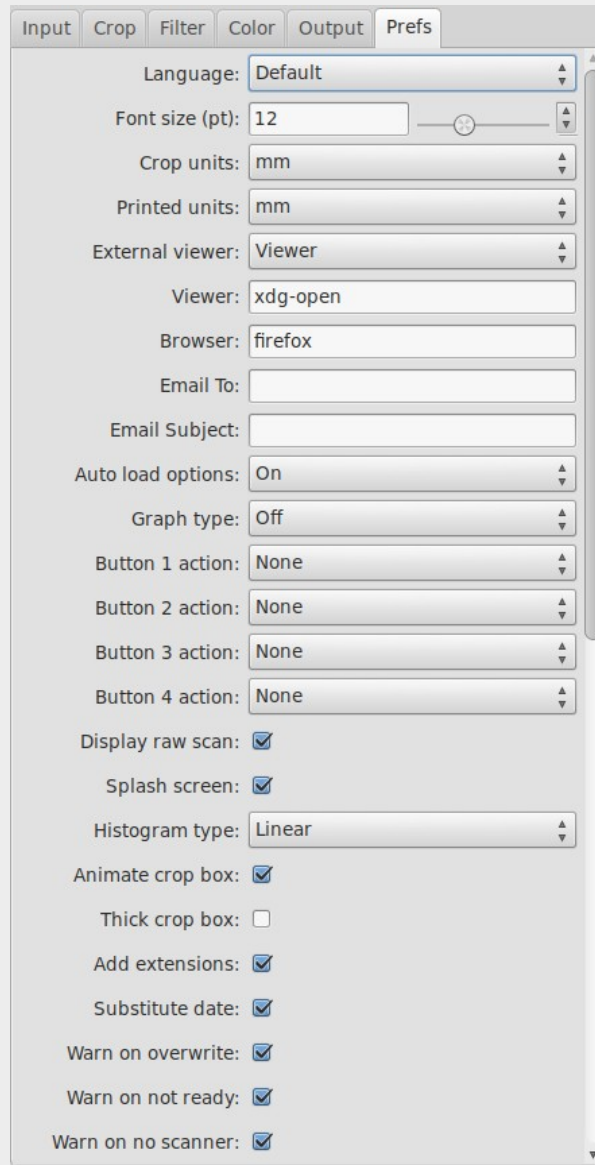 Input Crop Filter Color Output Prefs
Language: Default
Font size (pt): 12
Crop units: mm
Printed units: mm
External viewer: Viewer
Viewer: xdg-open
Browser: firefox
Email To:
Email Subject:
Auto load options: On
Graph type: Off
Button 1 action: None
Button 2 action: None
Button 3 action: None
Button 4 action: None
Display raw scan:
Splash screen:
Histogram type: Linear
Animate crop box:
Thick crop box:
Add extensions:
Substitute date:
Warn on overwrite:
Warn on not ready:
Warn on no scanner: